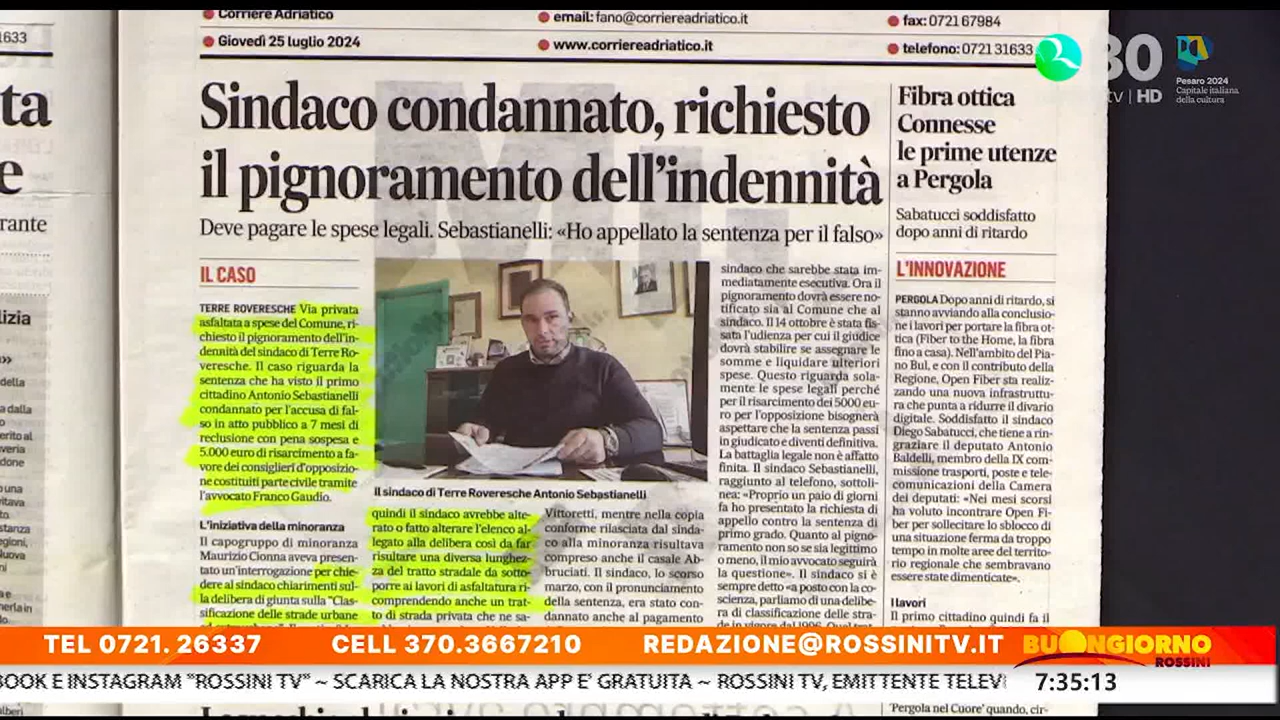 1633
ta
e
rante
lizia
Corriere Adriatico
Giovedì 25 luglio 2024
email: fano@corriereadriatico.it
www.corriereadriatico.it
fax: 0721 67984
telefono: 0721 31633
80
tv | HD
Pesaro 2024
Capitale italiana
della cultura
Sindaco condannato, richiesto
il pignoramento dell'indennità
Deve pagare le spese legali. Sebastianelli: «Ho appellato la sentenza per il falso»
IL CASO
TERRE ROVERESCHE Via privata
asfaltata a spese del Comune, ri-
chiesto il pignoramento dell'in-
dennità del sindaco di Terre Ro-
veresche. Il caso riguarda la
sentenza che ha visto il primo
cittadino Antonio Sebastianelli
condannato per l'accusa di fal-
so in atto pubblico a 7 mesi di
reclusione con pena sospesa e
5.000 euro di risarcimento a fa-
vore dei consiglieri d'opposizio-
ne costituiti parte civile tramite
l'avvocato Franco Gaudio.
L'iniziativa della minoranza
Il capogruppo di minoranza
Maurizio Cionna aveva presen-
tato un'interrogazione per chie-
dere al sindaco chiarimenti sul-
la delibera di giunta sulla "Clas-
sificazione delle strade urbane
Il sindaco di Terre Roveresche Antonio Sebastianelli
quindi il sindaco avrebbe alte-
rato o fatto alterare l'elenco al-
legato alla delibera così da far
risultare una diversa lunghez-
za del tratto stradale da sotto-
porre ai lavori di asfaltatura ri-
comprendendo anche un trat-
to di strada privata che ne sa-
Vittoretti, mentre nella copia
conforme rilasciata dal sinda-
co alla minoranza risultava
compreso anche il casale Ab-
bruciati. Il sindaco, lo scorso
marzo, con il pronunciamento
della sentenza, era stato con-
dannato anche al pagamento
sindaco che sarebbe stata im-
mediatamente esecutiva. Ora il
pignoramento dovrà essere no-
tificato sia al Comune che al
sindaco. Il 14 ottobre è stata fis-
sata l'udienza per cui il giudice
dovrà stabilire se assegnare le
somme e liquidare ulteriori
spese. Questo riguarda sola-
mente le spese legali perché
per il risarcimento dei 5000 eu-
ro per l'opposizione bisognerà
aspettare che la sentenza passi
in giudicato e diventi definitiva.
La battaglia legale non è affatto
finita. Il sindaco Sebastianelli,
raggiunto al telefono, sottoli-
nea: «Proprio un paio di giorni
fa ho presentato la richiesta di
appello contro la sentenza di
primo grado. Quanto al pigno-
ramento non so se sia legittimo
o meno, il mio avvocato seguirà
la questione». Il sindaco si è
sempre detto «a posto con la co-
scienza, parliamo di una delibe-
ra di classificazione delle stra-
Fibra ottica
Connesse
le prime utenze
a Pergola
Sabatucci soddisfatto
dopo anni di ritardo
L'INNOVAZIONE
PERGOLA Dopo anni di ritardo, si
stanno avviando alla conclusio-
ne i lavori per portare la fibra ot-
tica (Fiber to the Home, la fibra
fino a casa). Nell'ambito del Pia-
no Bul, e con il contributo della
Regione, Open Fiber sta realiz-
zando una nuova infrastruttu-
ra che punta a ridurre il divario
digitale. Soddisfatto il sindaco
Diego Sabatucci, che tiene a rin-
graziare il deputato Antonio
Baldelli, membro della IX com-
missione trasporti, poste e tele-
comunicazioni della Camera
dei deputati: «Nei mesi scorsi
ha voluto incontrare Open Fi-
ber per sollecitare lo sblocco di
una situazione ferma da troppo
tempo in molte aree del territo-
rio regionale che sembravano
essere state dimenticate».
I lavori
Il primo cittadino quindi fa il
TEL 0721. 26337 CELL 370.3667210 REDAZIONE@ROSSINITV.IT
BUONGIORNO
ROSSINI
BOOK E INSTAGRAM "ROSSINI TV" ~ SCARICA LA NOSTRA APP E' GRATUITA ~ ROSSINI TV, EMITTENTE TELEVI
7:35:13
'Pergola nel Cuore' quando, cir-